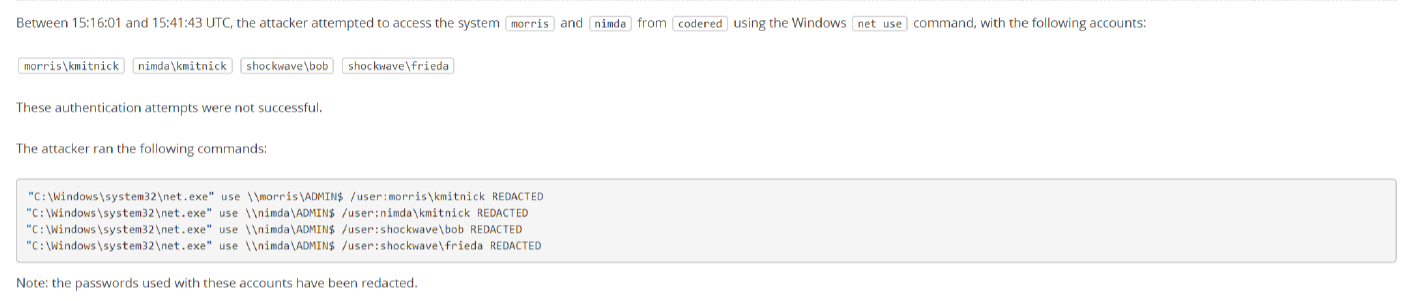 Between 15:16:01 and 15:41:43 UTC, the attacker attempted to access the system morris and nimda from codered using the Windows net use command, with the following accounts:
morris\kmitnick nimda\kmitnick shockwave\bob shockwave\frieda
These authentication attempts were not successful.
The attacker ran the following commands:
"C:\Windows\system32\net.exe" use \\morris\ADMIN$ /user:morris\kmitnick REDACTED
"C:\Windows\system32\net.exe" use \\nimda\ADMIN$ /user:nimda\kmitnick REDACTED
"C:\Windows\system32\net.exe" use \\nimda\ADMIN$ /user:shockwave\bob REDACTED
"C:\Windows\system32\net.exe" use \\nimda\ADMIN$ /user:shockwave\frieda REDACTED
Note: the passwords used with these accounts have been redacted.